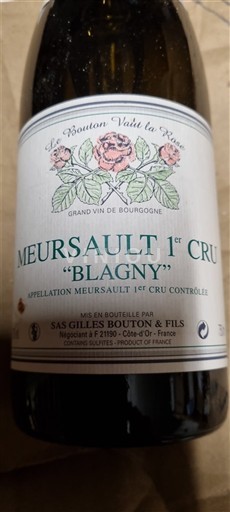 Le Bouton Vaut la Rose
GRAND VIN DE BOURGOGNE
MEURSAULT 1er CRU
"BLAGNY"
APPELLATION MEURSAULT 1er CRU CONTRÔLÉE
MIS EN BOUTEILLE PAR
SAS GILLES BOUTON & FILS
Négociant à F 21190 - Côte-d'Or - France
CONTAINS SULFITES - PRODUCT OF FRANCE